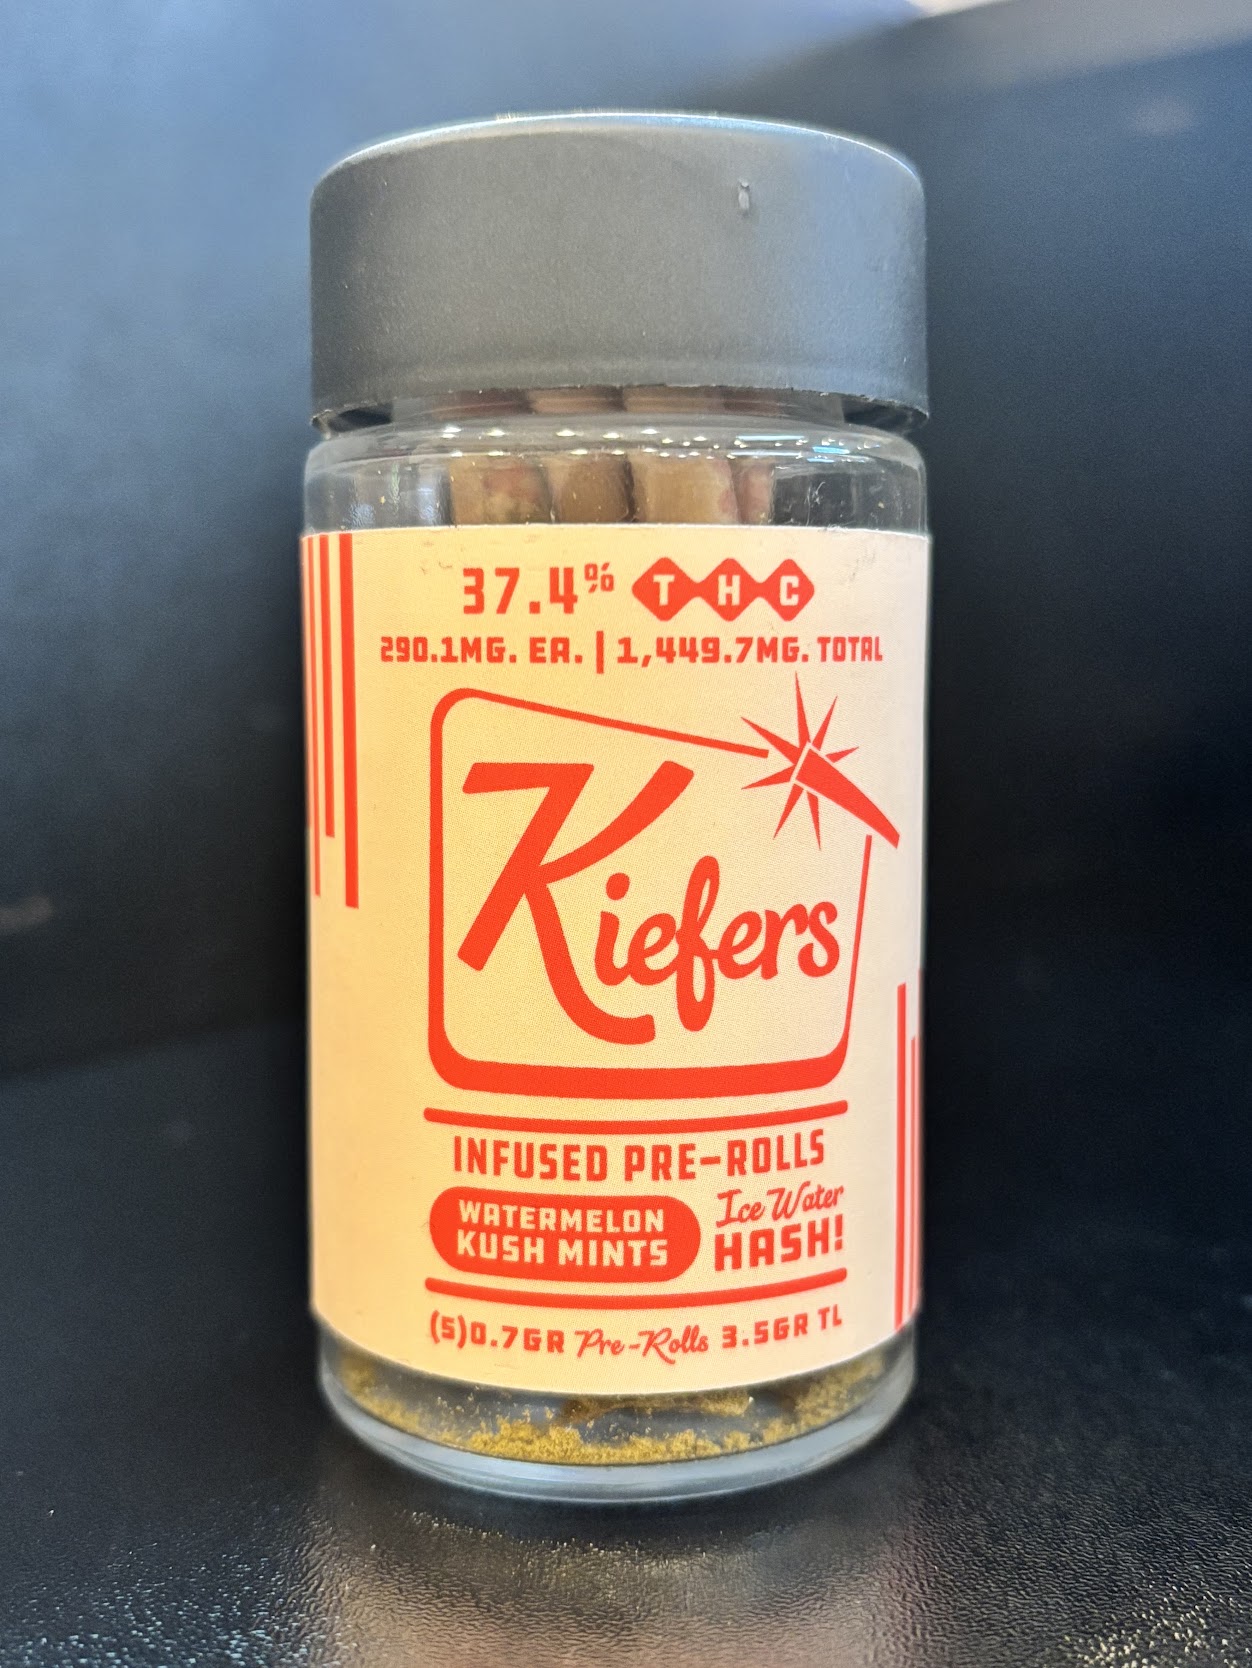 37.4% THC
290.1MG. EA. | 1,449.7MG. TOTAL
Kiefers
INFUSED PRE-ROLLS
WATERMELON
KUSH MINTS
Ice Water
HASH!
(5)0.7GR Pre-Rolls 3.5GR TL